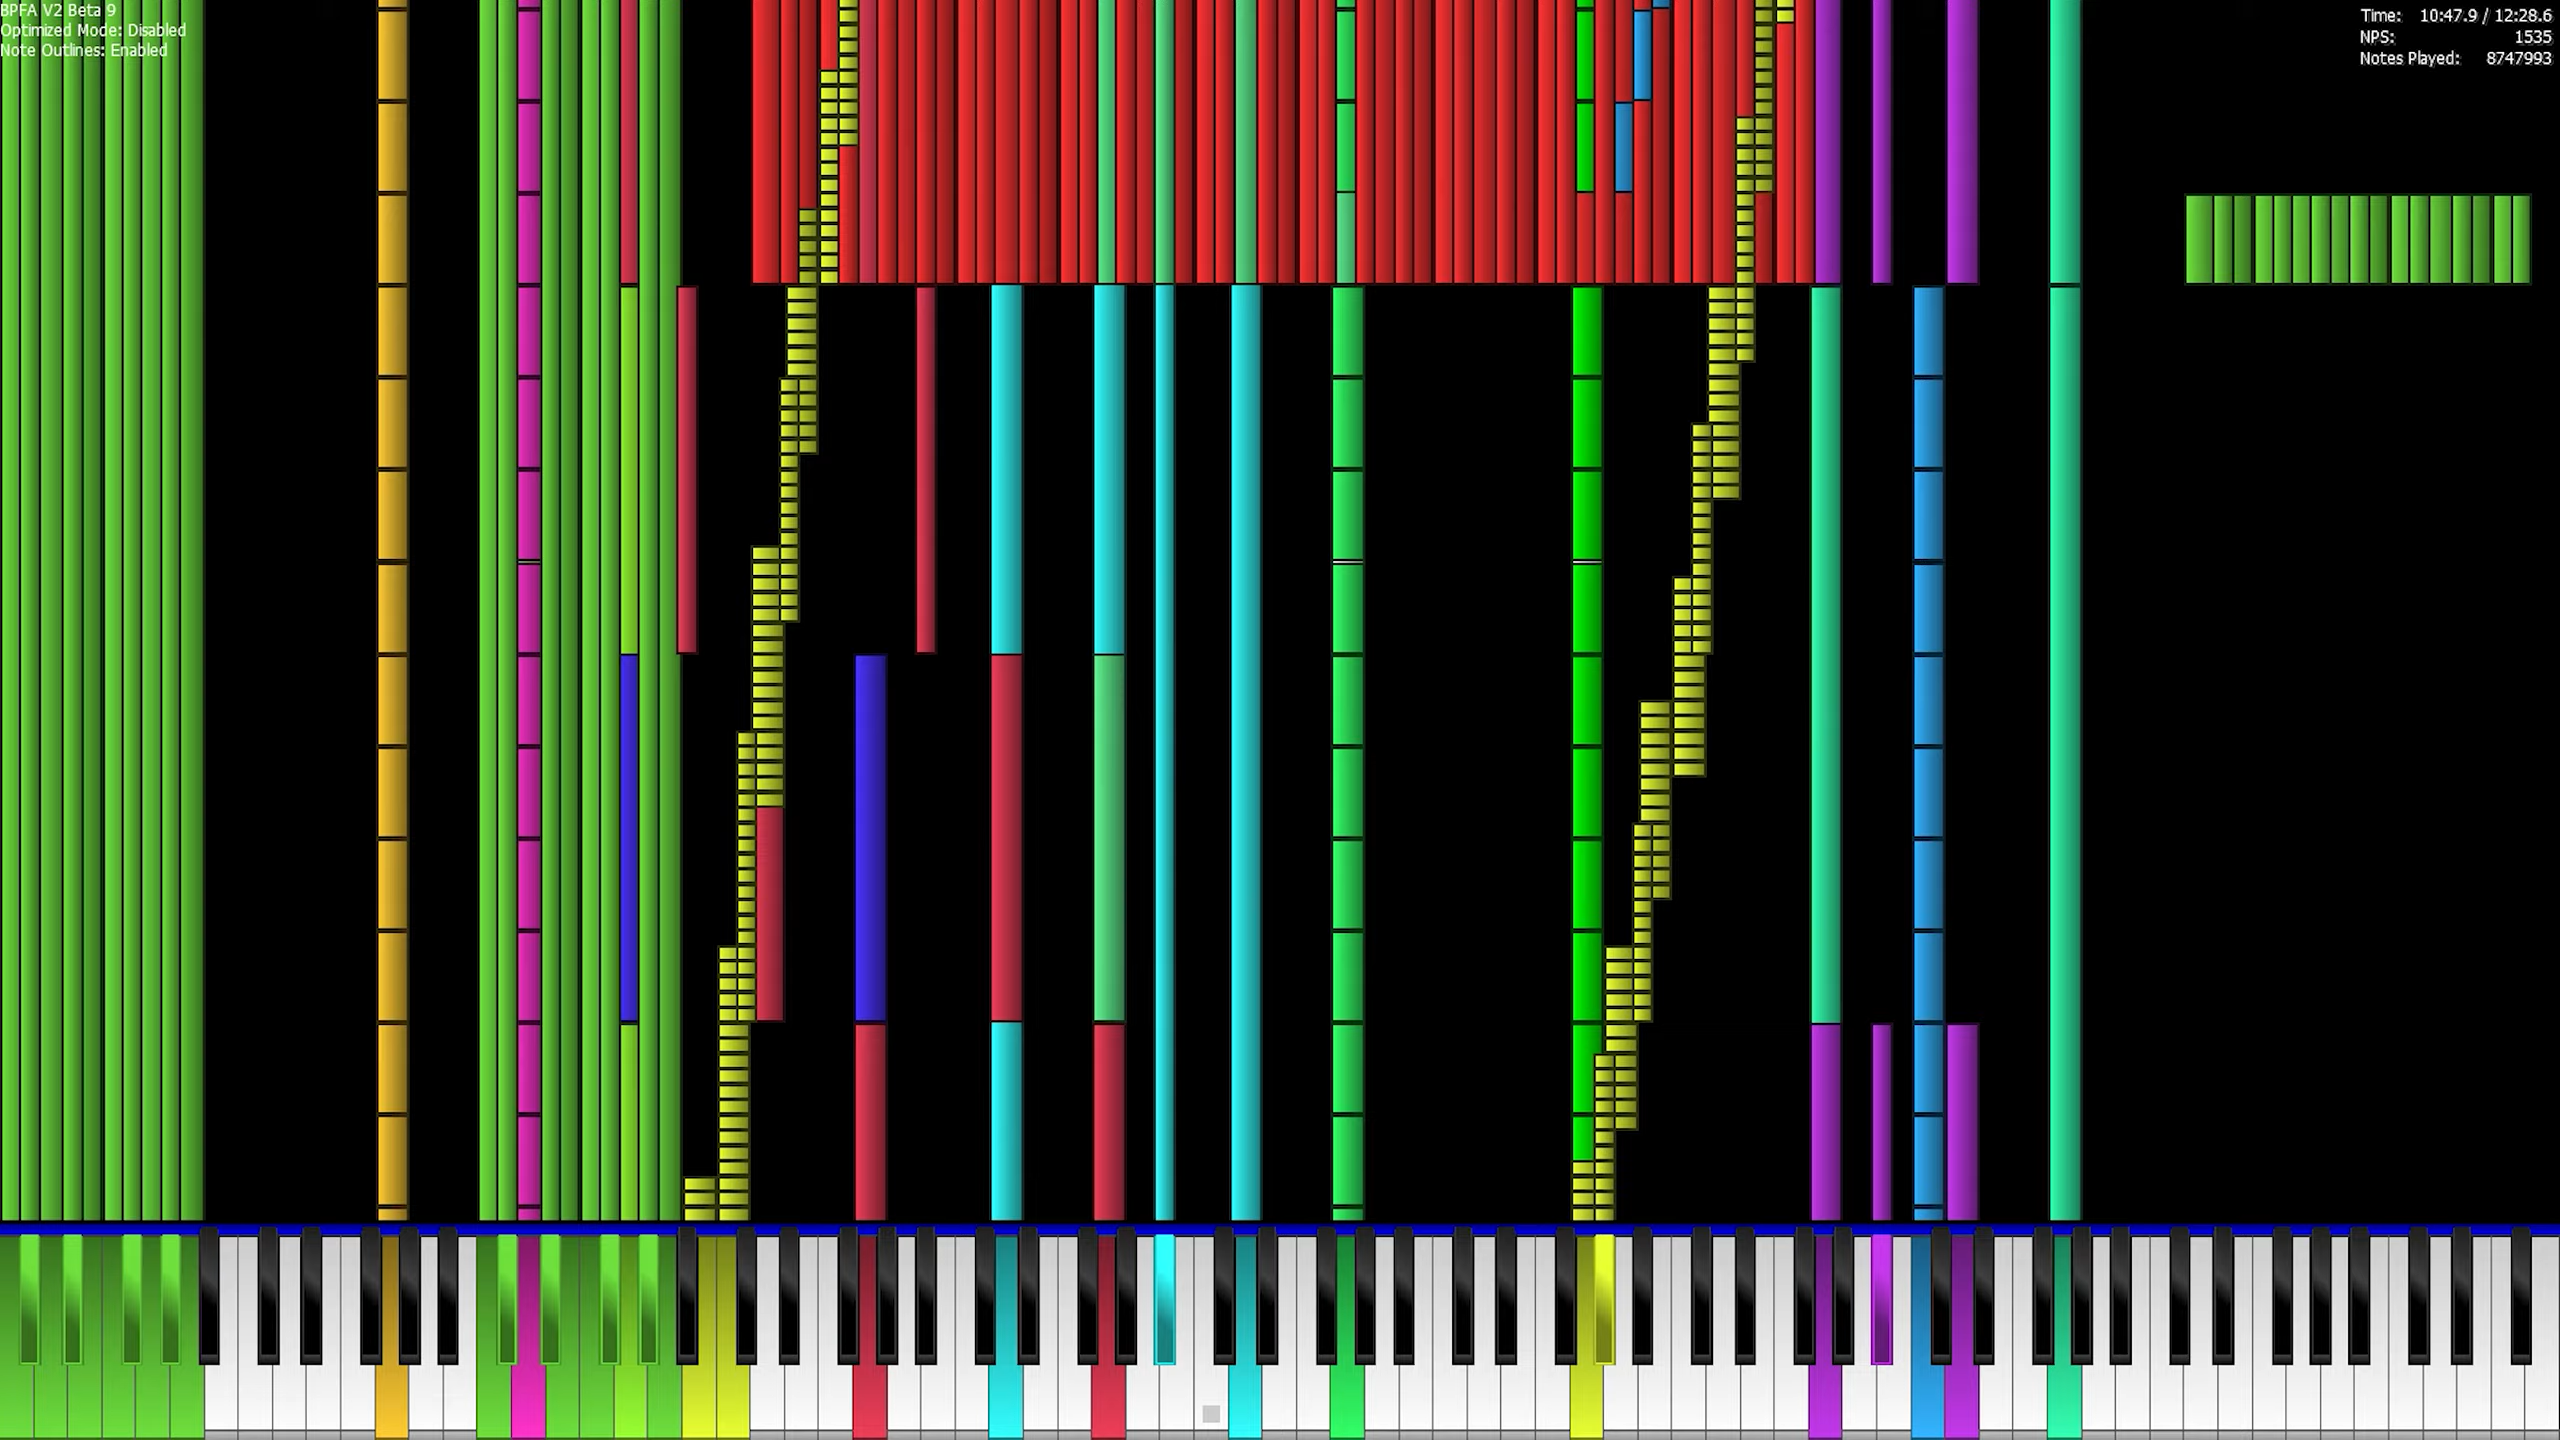 BPFA V2 Beta 9
Optimized Mode: Disabled
Note Outlines: Enabled
Time: 10:47.9 / 12:28.6
NPS: 1535
Notes Played: 8747993